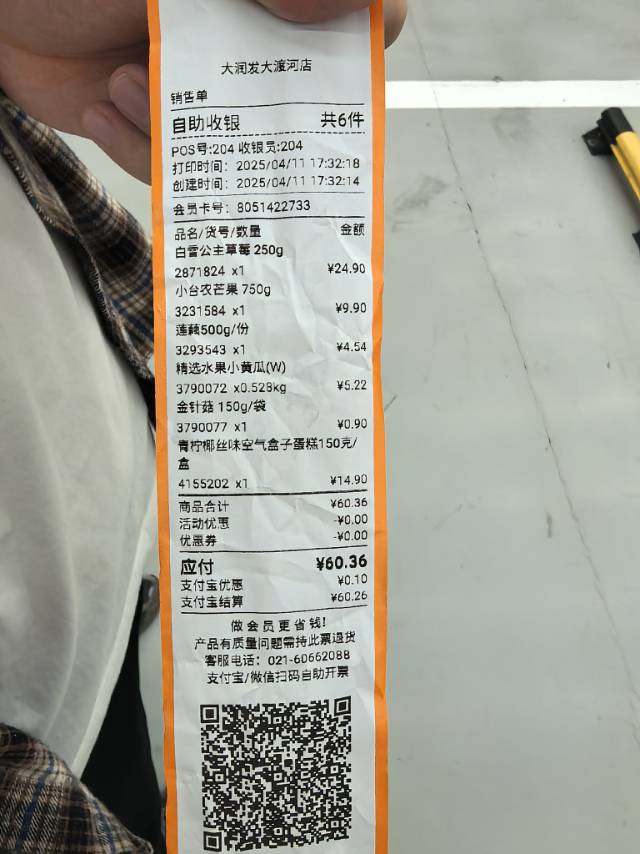 大润发大渡河店
销售单
自助收银 共6件
POS号:204 收银员:204
打印时间: 2025/04/11 17:32:18
创建时间: 2025/04/11 17:32:14
会员卡号: 8051422733
品名/货号/数量 金额
白雪公主草莓 250g
2871824 x1 ¥24.90
小台农芒果 750g
3231584 x1 ¥9.90
莲藕500g/份
3293543 x1 ¥4.54
精选水果小黄瓜(W)
3790072 x0.528kg ¥5.22
金针菇 150g/袋
3790077 x1 ¥0.90
青柠椰丝味空气盒子蛋糕150克/
盒
4155202 x1 ¥14.90
商品合计 ¥60.36
活动优惠 -¥0.00
优惠券 -¥0.00
应付 ¥60.36
支付宝优惠 ¥0.10
支付宝结算 ¥60.26
做会员更省钱!
产品有质量问题需持此票退货
客服电话: 021-60662088
支付宝/微信扫码自助开票